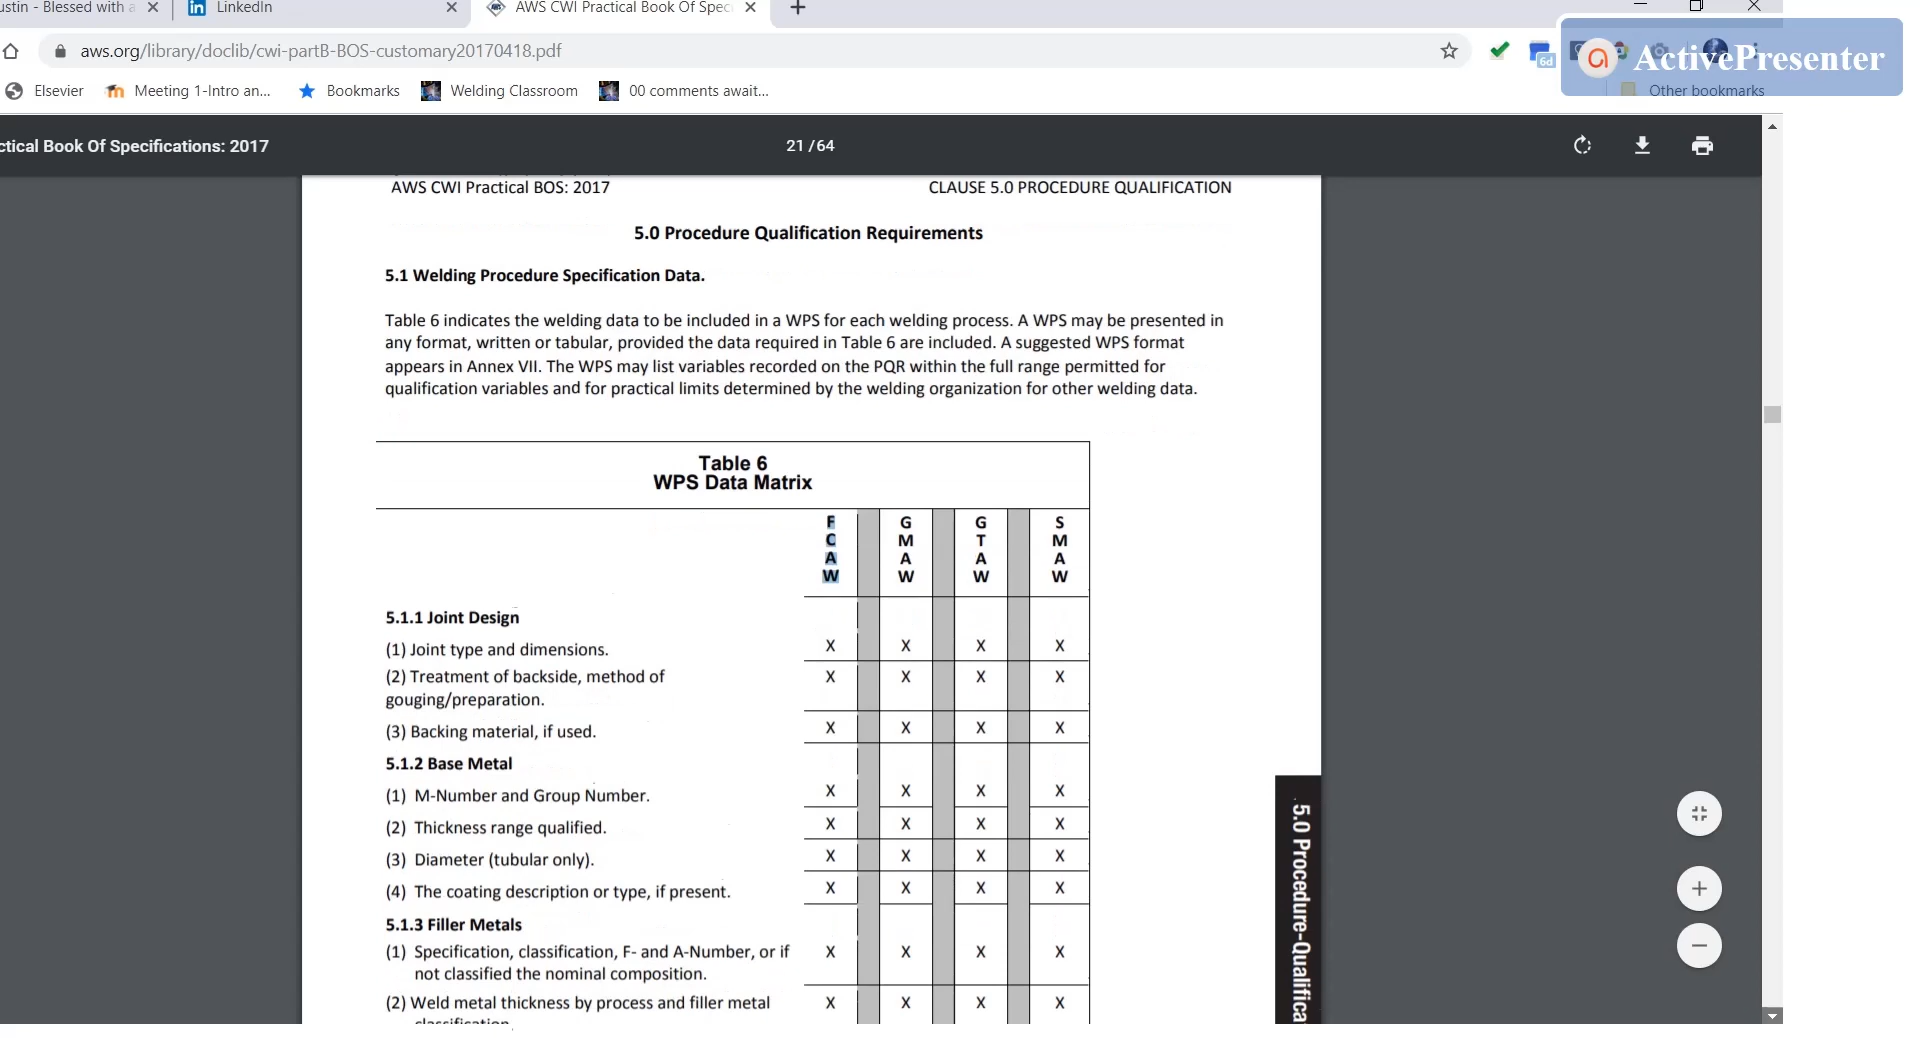 ustin - Blessed with a
LinkedIn
AWS CWI Practical Book Of Spec
aws.org/library/doclib/cwi-partB-BOS-customary20170418.pdf
6d
ActivePresenter
Elsevier
Meeting 1-Intro an...
Bookmarks
Welding Classroom
00 comments await...
Other bookmarks
ctical Book Of Specifications: 2017
21 / 64
AWS CWI Practical BOS: 2017
CLAUSE 5.0 PROCEDURE QUALIFICATION
5.0 Procedure Qualification Requirements
5.1 Welding Procedure Specification Data.
Table 6 indicates the welding data to be included in a WPS for each welding process. A WPS may be presented in
any format, written or tabular, provided the data required in Table 6 are included. A suggested WPS format
appears in Annex VII. The WPS may list variables recorded on the PQR within the full range permitted for
qualification variables and for practical limits determined by the welding organization for other welding data.
Table 6
WPS Data Matrix
FCAW GMAW GTAW SMAW
5.1.1 Joint Design
(1) Joint type and dimensions. X X X X
(2) Treatment of backside, method of X X X X
gouging/preparation.
(3) Backing material, if used. X X X X
5.1.2 Base Metal
(1) M-Number and Group Number. X X X X
(2) Thickness range qualified. X X X X
(3) Diameter (tubular only). X X X X
(4) The coating description or type, if present. X X X X
5.1.3 Filler Metals
(1) Specification, classification, F- and A-Number, or if X X X X
not classified the nominal composition.
(2) Weld metal thickness by process and filler metal X X X X
classification.
5.0 Procedure-Qualifica